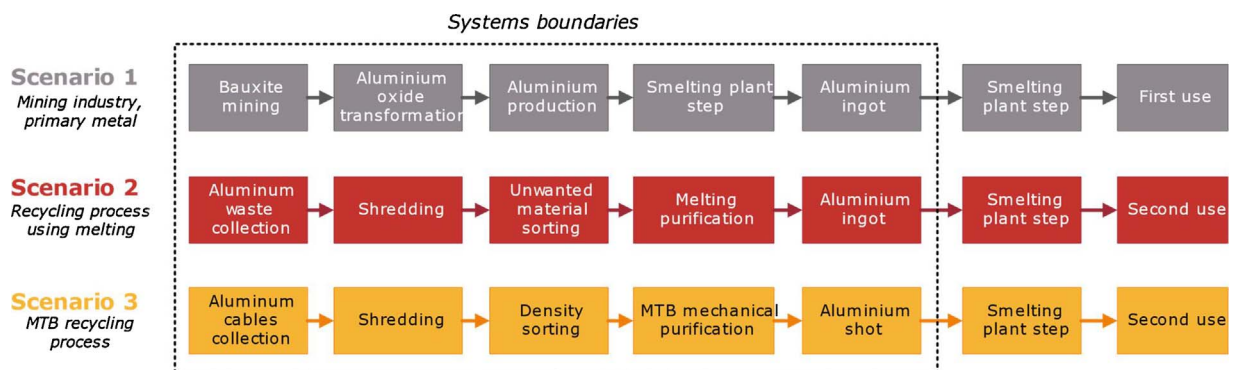 Systems boundaries
Scenario 1
Mining industry,
primary metal
Bauxite
mining
Aluminium
oxide
transformation
Aluminium
production
Smelting plant
step
Aluminium
ingot
Smelting
plant step
First use
Scenario 2
Recycling process
using melting
Aluminum
waste
collection
Shredding
Unwanted
material
sorting
Melting
purification
Aluminium
ingot
Smelting
plant step
Second use
Scenario 3
MTB recycling
process
Aluminum
cables
collection
Shredding
Density
sorting
MTB mechanical
purification
Aluminium
shot
Smelting
plant step
Second use